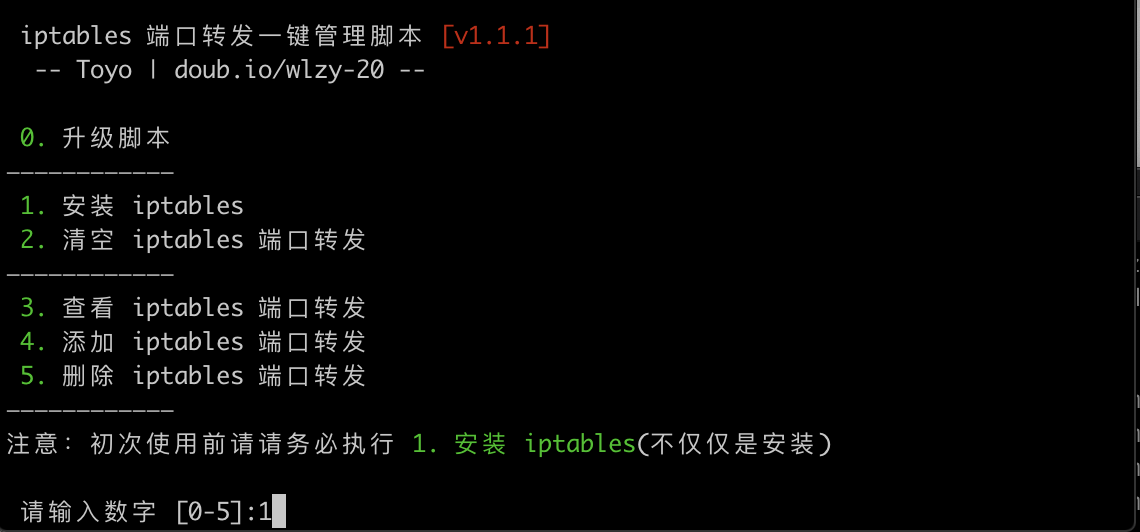 iptables 端口转发一键管理脚本 [v1.1.1]
-- Toyo | doub.io/wlzy-20 --
0. 升级脚本
————————————
1. 安装 iptables
2. 清空 iptables 端口转发
————————————
3. 查看 iptables 端口转发
4. 添加 iptables 端口转发
5. 删除 iptables 端口转发
————————————
注意：初次使用前请请务必执行 1. 安装 iptables(不仅仅是安装)
请输入数字 [0-5]:1